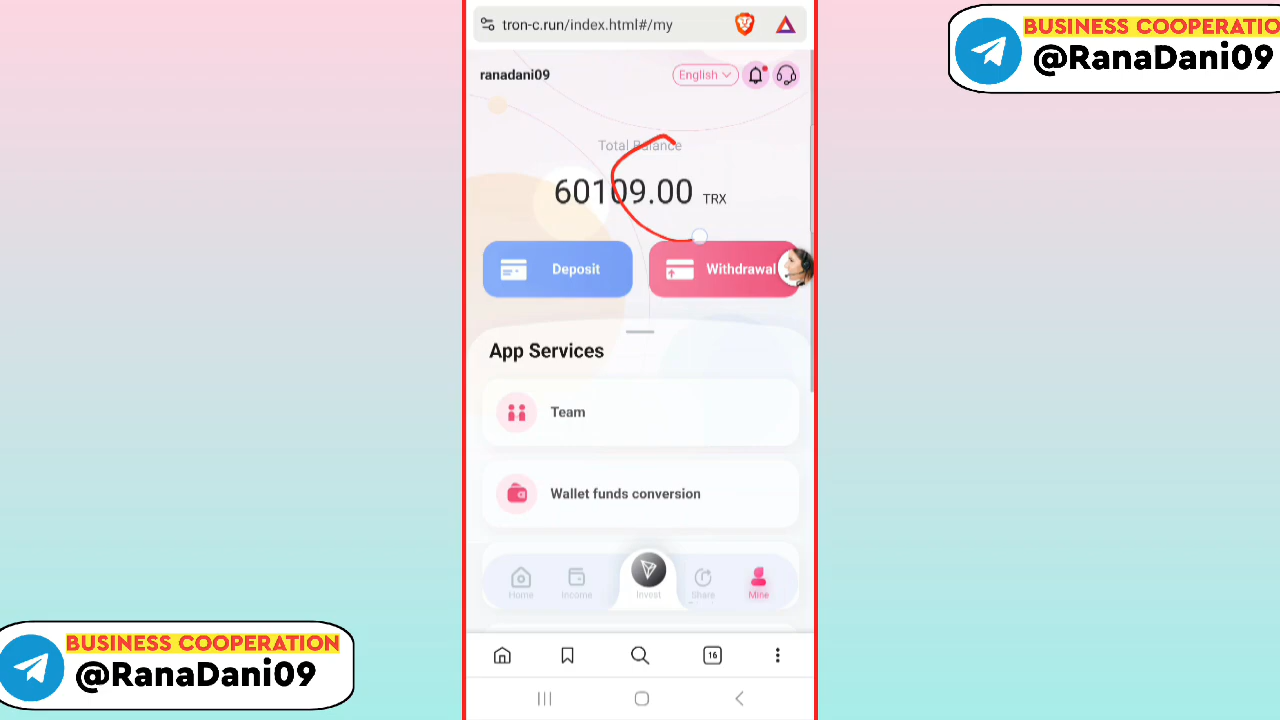 tron-c.run/index.html#/my
BUSINESS COOPERATIO
@RanaDani09
ranadani09
English
Total Balance
60109.00 TRX
Deposit
Withdrawal
App Services
Team
Wallet funds conversion
Home
Income
Invest
Share
Mine
BUSINESS COOPERATION
@RanaDani09
16